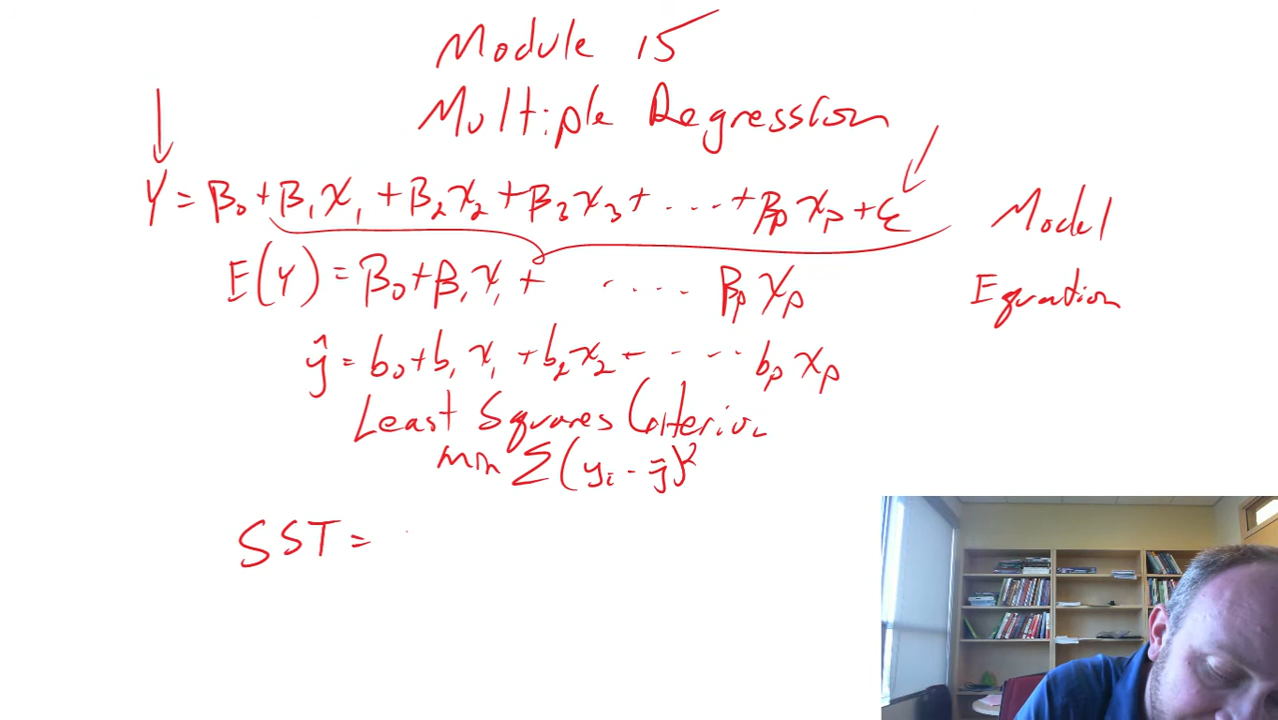 Module 15
Multiple Regression
Y = β₀ + β₁x₁ + β₂x₂ + β₃x₃ + ... + βₚxₚ + ε
Model Equation
E(Y) = β₀ + β₁x₁ + .... βₚxₚ
ŷ = b₀ + b₁x₁ + b₂x₂ + .... bₚxₚ
Least Squares Criterion
min Σ(yᵢ - ȳ)²
SST =